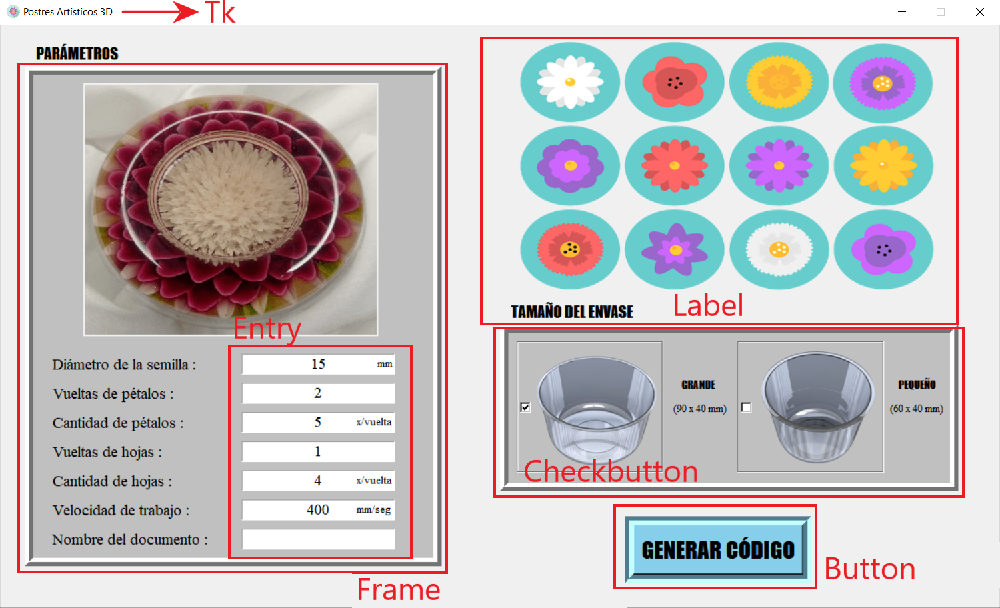 Postres Artisticos 3D
Tk
PARÁMETROS
Entry
Diámetro de la semilla : 15 mm
Vueltas de pétalos : 2
Cantidad de pétalos : 5 x/vuelta
Vueltas de hojas : 1
Cantidad de hojas : 4 x/vuelta
Velocidad de trabajo : 400 mm/seg
Nombre del documento :
Frame
Label
TAMAÑO DEL ENVASE
GRANDE
(90 x 40 mm)
PEQUEÑO
(60 x 40 mm)
Checkbutton
GENERAR CÓDIGO
Button